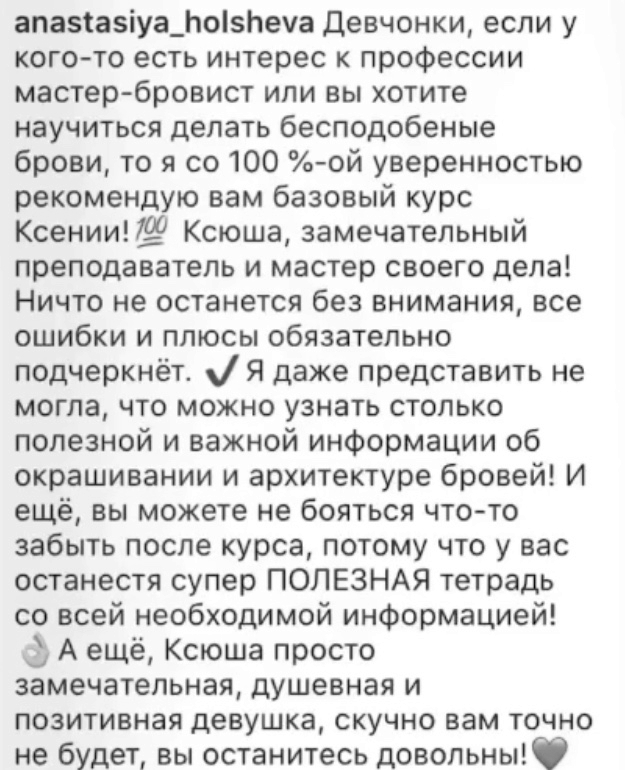 anastasiya_holsheva Девчонки, если у
кого-то есть интерес к профессии
мастер-бровист или вы хотите
научиться делать бесподобеные
брови, то я со 100 %-ой уверенностью
рекомендую вам базовый курс
Ксении!💯 Ксюша, замечательный
преподаватель и мастер своего дела!
Ничто не останется без внимания, все
ошибки и плюсы обязательно
подчеркнёт. ✔️Я даже представить не
могла, что можно узнать столько
полезной и важной информации об
окрашивании и архитектуре бровей! И
ещё, вы можете не бояться что-то
забыть после курса, потому что у вас
останестя супер ПОЛЕЗНАЯ тетрадь
со всей необходимой информацией!
👌А ещё, Ксюша просто
замечательная, душевная и
позитивная девушка, скучно вам точно
не будет, вы останитесь довольны!🖤